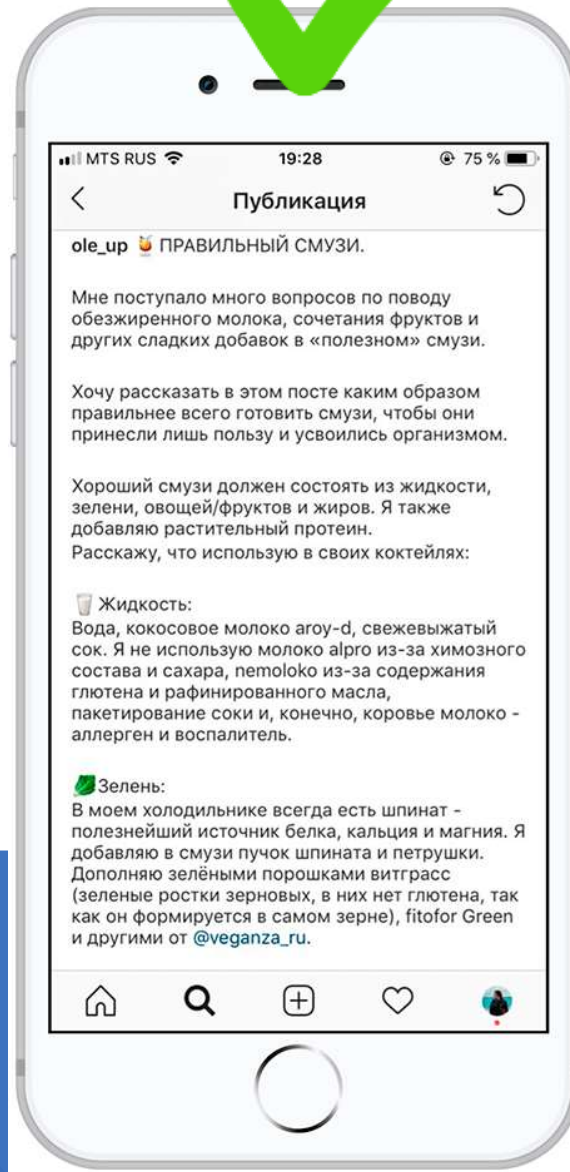 MTS RUS 19:28 75 %
Публикация
ole_up 🍹 ПРАВИЛЬНЫЙ СМУЗИ.
Мне поступало много вопросов по поводу
обезжиренного молока, сочетания фруктов и
других сладких добавок в «полезном» смузи.
Хочу рассказать в этом посте каким образом
правильнее всего готовить смузи, чтобы они
принесли лишь пользу и усвоились организмом.
Хороший смузи должен состоять из жидкости,
зелени, овощей/фруктов и жиров. Я также
добавляю растительный протеин.
Расскажу, что использую в своих коктейлях:
🥛 Жидкость:
Вода, кокосовое молоко aroy-d, свежевыжатый
сок. Я не использую молоко alpro из-за химозного
состава и сахара, nemoloko из-за содержания
глютена и рафинированного масла,
пакетирование соки и, конечно, коровье молоко -
аллерген и воспалитель.
🥬Зелень:
В моем холодильнике всегда есть шпинат -
полезнейший источник белка, кальция и магния. Я
добавляю в смузи пучок шпината и петрушки.
Дополняю зелёными порошками витграсс
(зеленые ростки зерновых, в них нет глютена, так
как он формируется в самом зерне), fitofor Green
и другими от @veganza_ru.